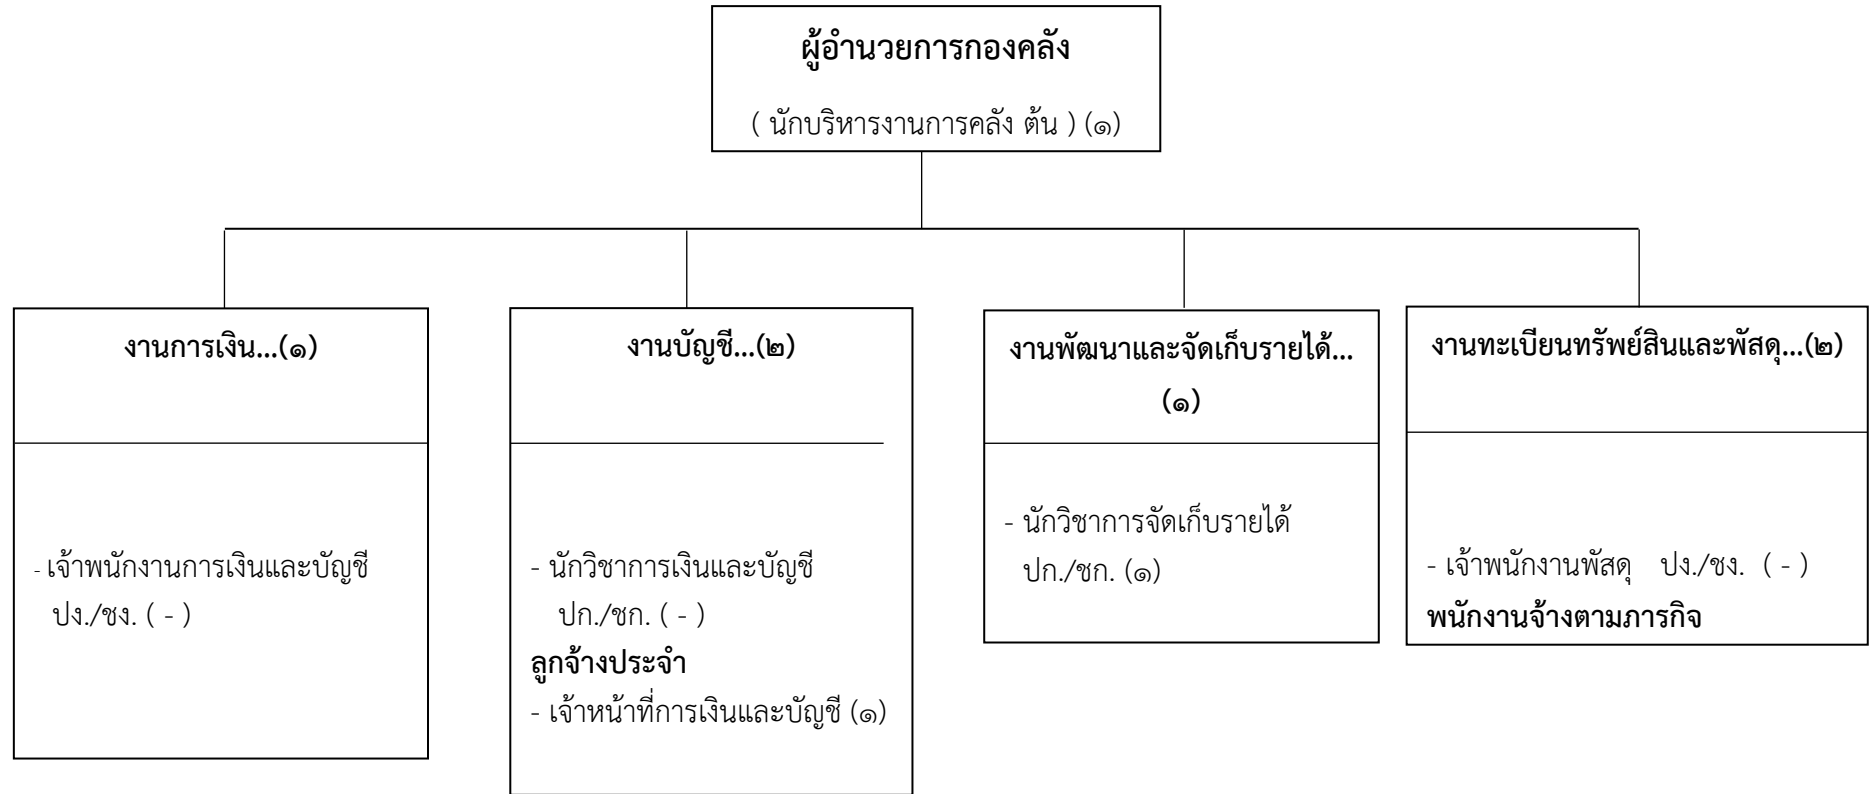 ผู้อำนวยการกองคลัง
( นักบริหารงานการคลัง ต้น ) (๑)
งานการเงิน...(๑)
- เจ้าพนักงานการเงินและบัญชี
ปง./ชง. ( - )
งานบัญชี...(๒)
- นักวิชาการเงินและบัญชี
ปก./ชก. ( - )
ลูกจ้างประจำ
- เจ้าหน้าที่การเงินและบัญชี (๑)
งานพัฒนาและจัดเก็บรายได้...
(๑)
- นักวิชาการจัดเก็บรายได้
ปก./ชก. (๑)
งานทะเบียนทรัพย์สินและพัสดุ...(๒)
- เจ้าพนักงานพัสดุ ปง./ชง. ( - )
พนักงานจ้างตามภารกิจ